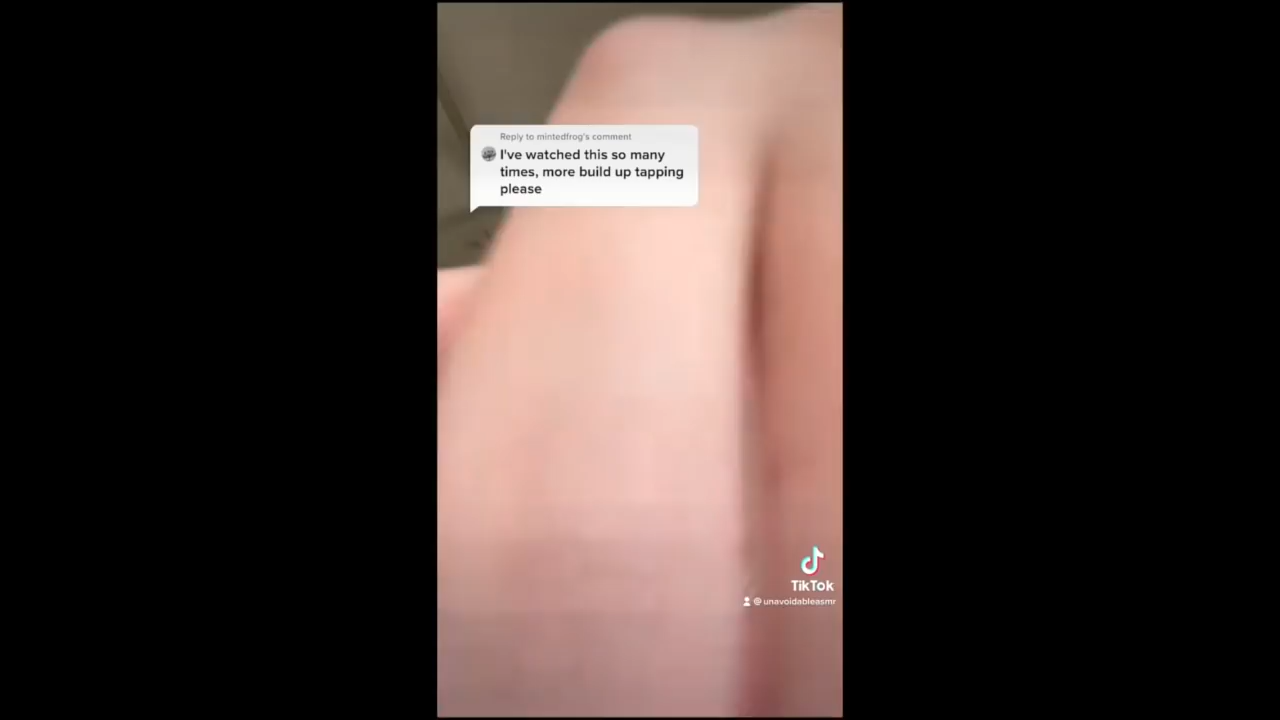 Reply to mintedfrog's comment
I've watched this so many
times, more build up tapping
please
TikTok
@unavoidableasmr